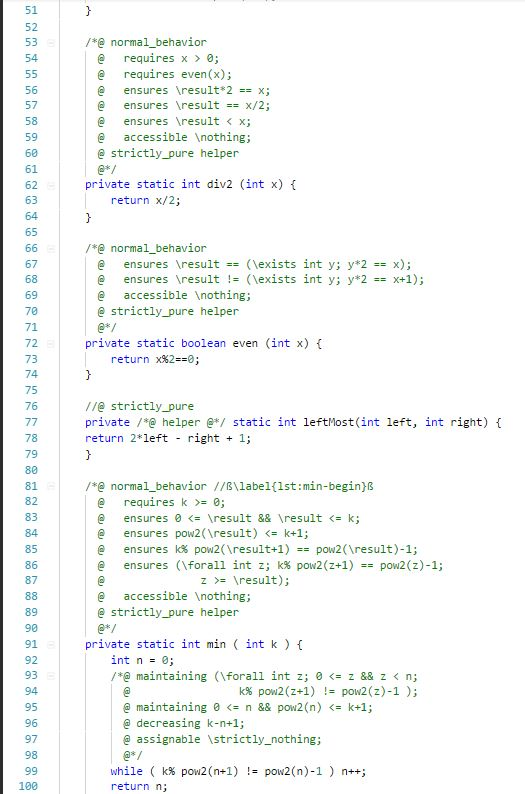 51 }
52
53 /*@ normal_behavior
54 @ requires x > 0;
55 @ requires even(x);
56 @ ensures \result*2 == x;
57 @ ensures \result == x/2;
58 @ ensures \result < x;
59 @ accessible \nothing;
60 @ strictly_pure helper
61 @*/
62 private static int div2 (int x) {
63 return x/2;
64 }
65
66 /*@ normal_behavior
67 @ ensures \result == (\exists int y; y*2 == x);
68 @ ensures \result != (\exists int y; y*2 == x+1);
69 @ accessible \nothing;
70 @ strictly_pure helper
71 @*/
72 private static boolean even (int x) {
73 return x%2==0;
74 }
75
76 //@ strictly_pure
77 private /*@ helper @*/ static int leftMost(int left, int right) {
78 return 2*left - right + 1;
79 }
80
81 /*@ normal_behavior //ß\label{lst:min-begin}ß
82 @ requires k >= 0;
83 @ ensures 0 <= \result && \result <= k;
84 @ ensures pow2(\result) <= k+1;
85 @ ensures k% pow2(\result+1) == pow2(\result)-1;
86 @ ensures (\forall int z; k% pow2(z+1) == pow2(z)-1;
87 @ z >= \result);
88 @ accessible \nothing;
89 @ strictly_pure helper
90 @*/
91 private static int min ( int k ) {
92 int n = 0;
93 /*@ maintaining (\forall int z; 0 <= z && z < n;
94 @ k% pow2(z+1) != pow2(z)-1 );
95 @ maintaining 0 <= n && pow2(n) <= k+1;
96 @ decreasing k-n+1;
97 @ assignable \strictly_nothing;
98 @*/
99 while ( k% pow2(n+1) != pow2(n)-1 ) n++;
100 return n;